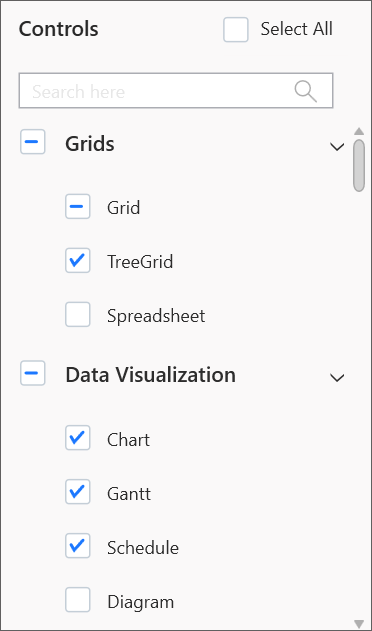 Controls
Select All
Search here
Grids
Grid
TreeGrid
Spreadsheet
Data Visualization
Chart
Gantt
Schedule
Diagram